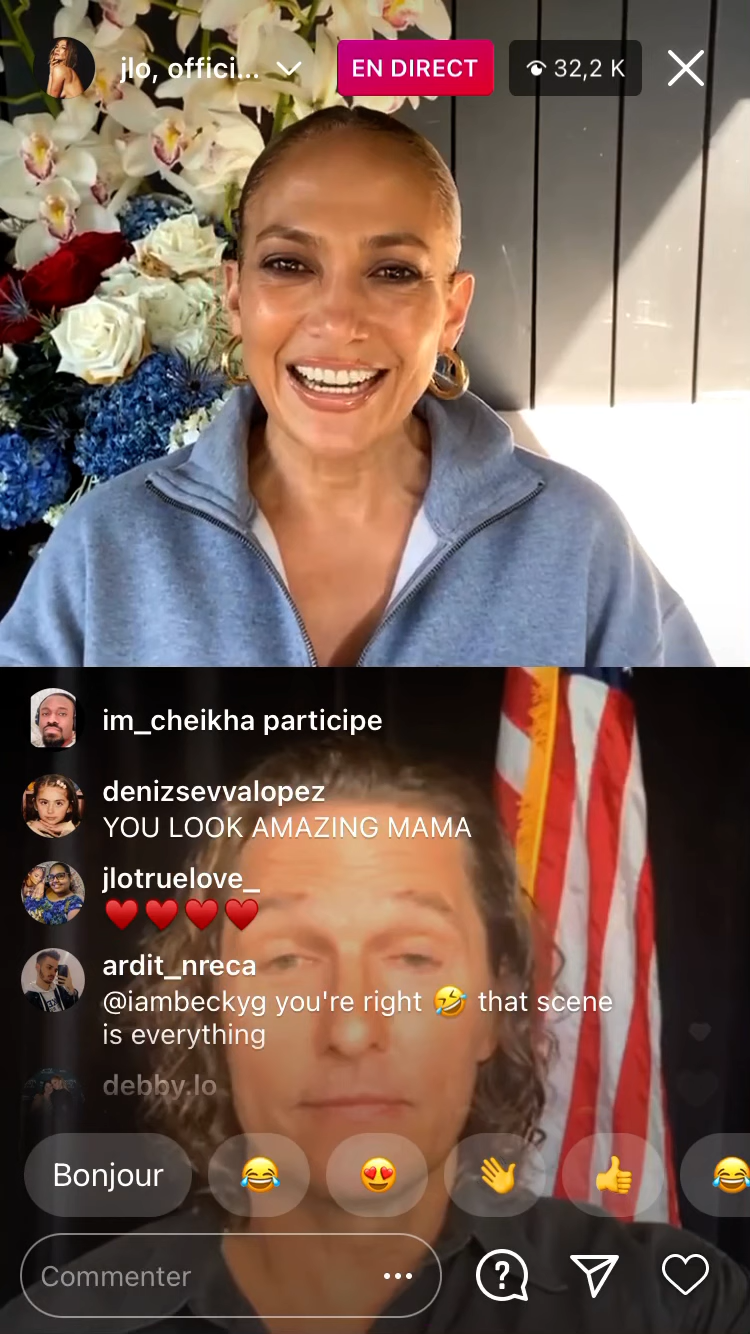 jlo, offici...
EN DIRECT
32,2 K
im_cheikha participe
denizsevvalopez
YOU LOOK AMAZING MAMA
jlotruelove_
❤️❤️❤️❤️
ardit_nreca
@iambeckyg you're right 🤣 that scene
is everything
debby.lo
Bonjour 😂 😍 👋 👍 😂
Commenter